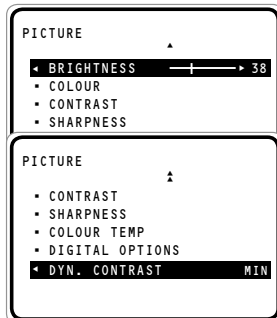 PICTURE
BRIGHTNESS 38
COLOUR
CONTRAST
SHARPNESS
PICTURE
CONTRAST
SHARPNESS
COLOUR TEMP
DIGITAL OPTIONS
DYN. CONTRAST MIN